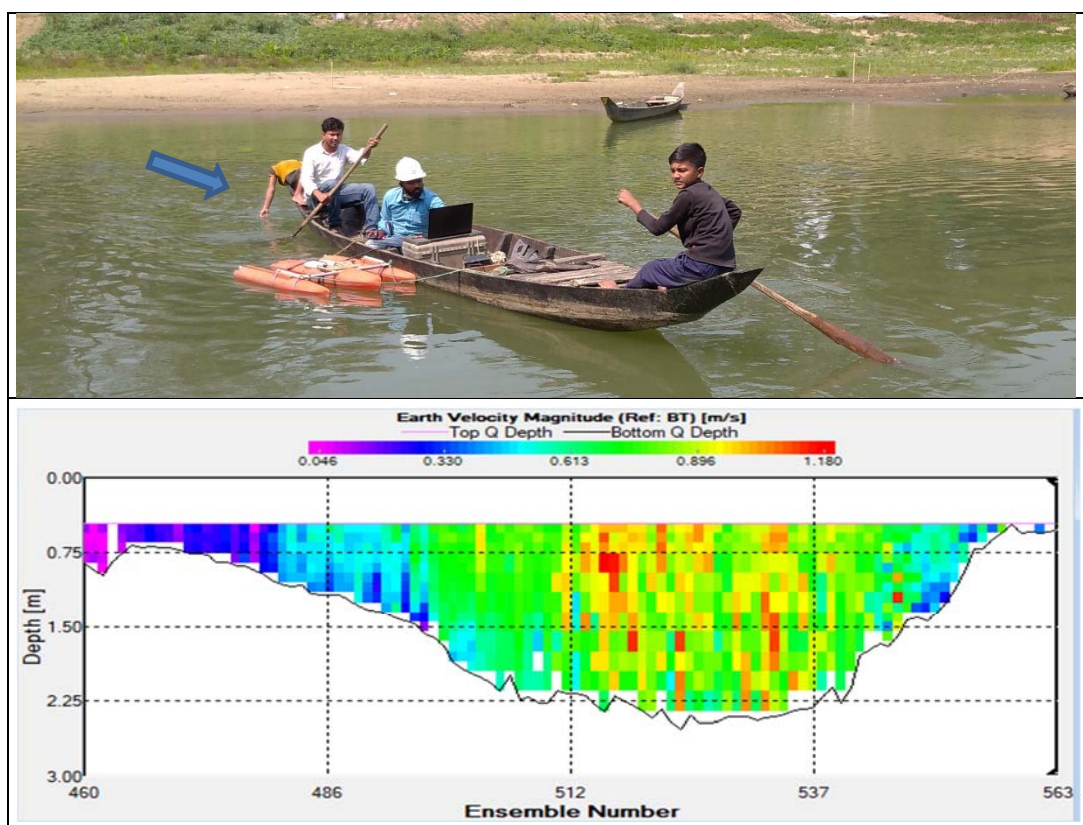 Earth Velocity Magnitude (Ref: BT) [m/s]
Top Q Depth Bottom Q Depth
0.046 0.330 0.613 0.896 1.180
0.00
0.75
1.50
2.25
3.00
Depth [m]
460 486 512 537 563
Ensemble Number